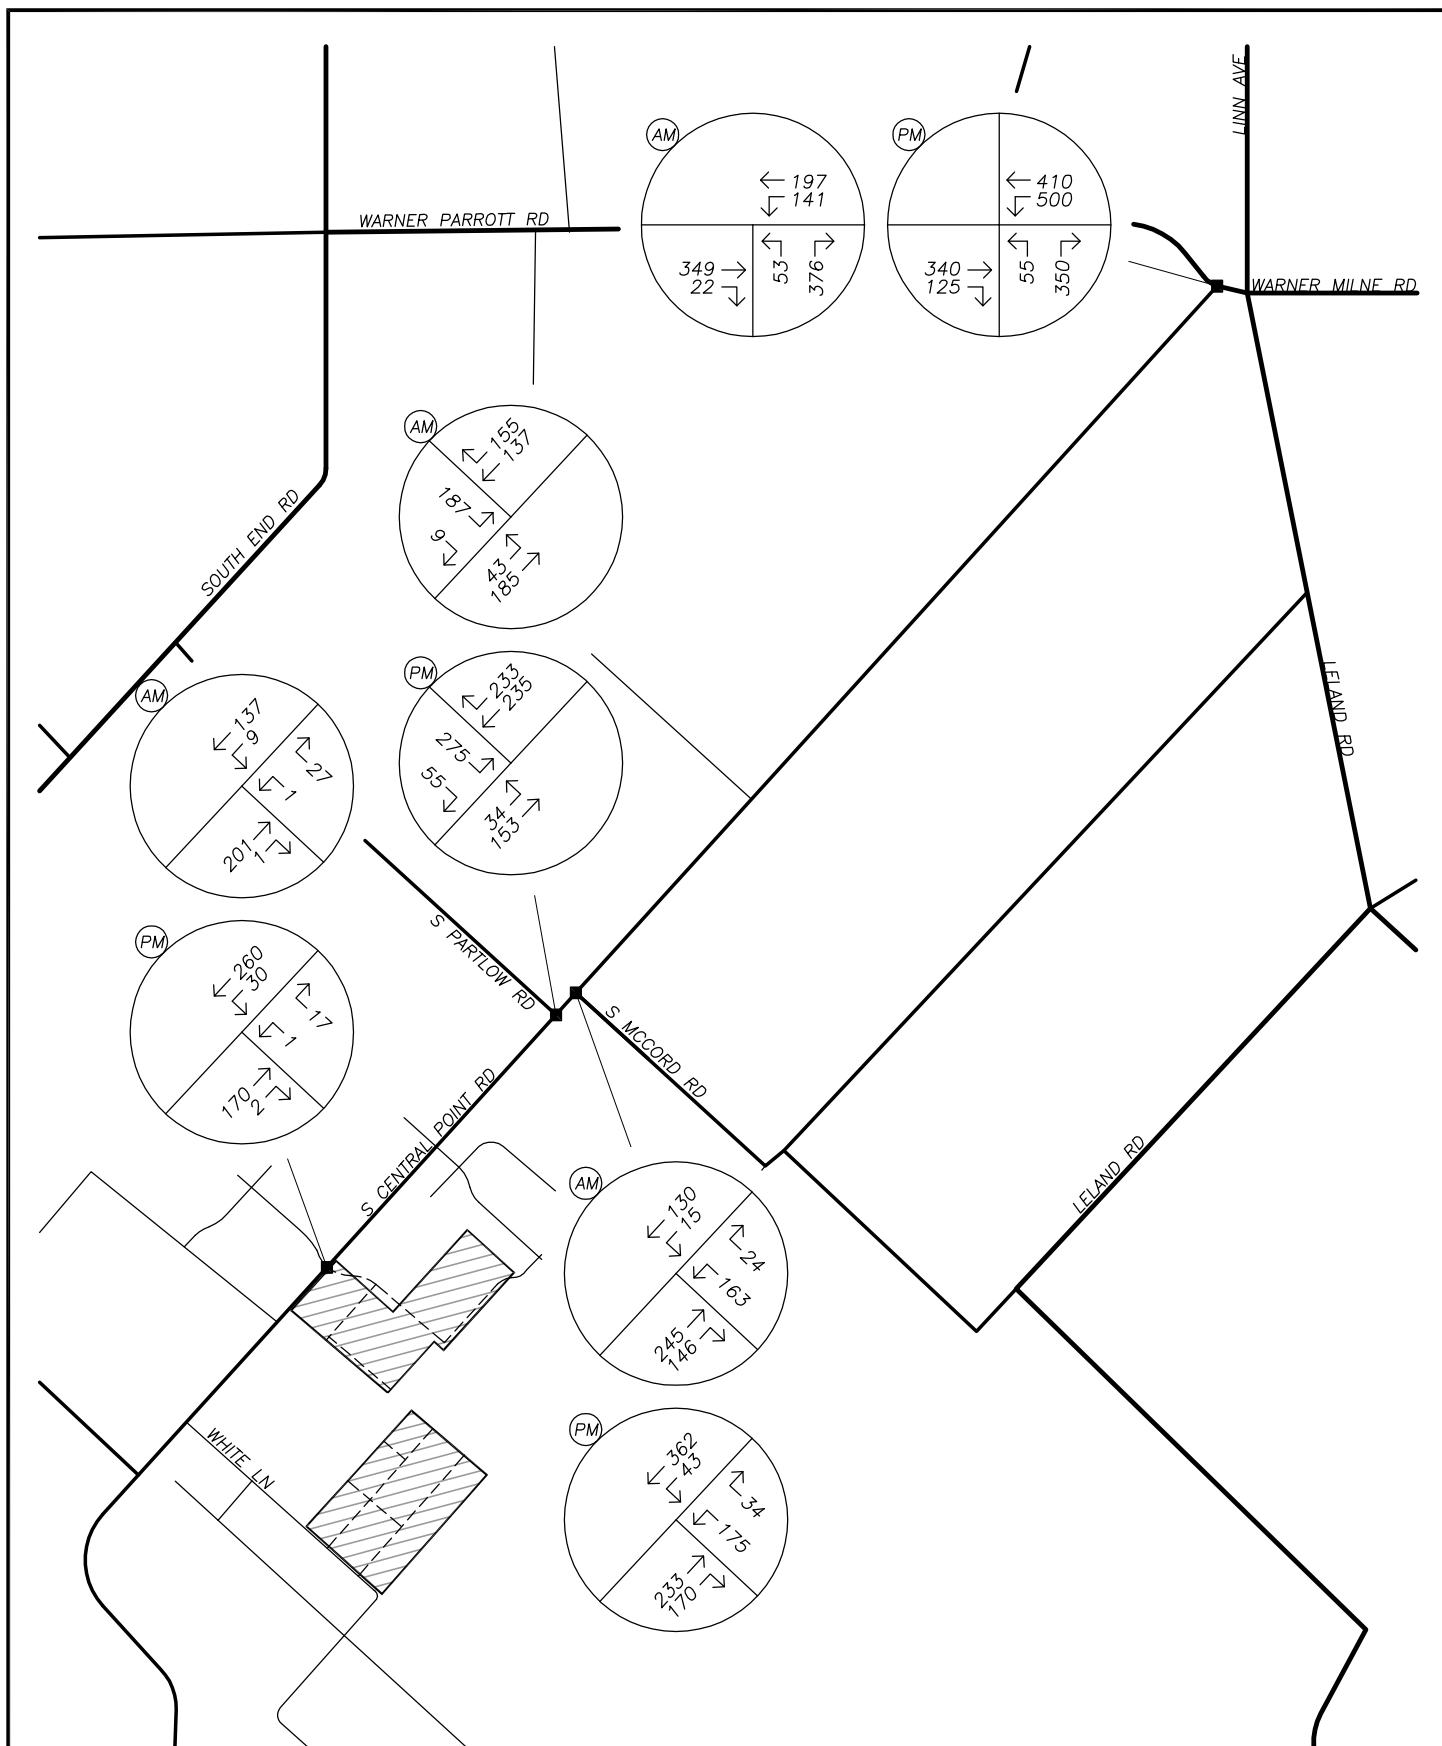 LINN AVE
AM
197
141
349
22
53
376
PM
410
500
340
125
55
350
WARNER PARROTT RD
WARNER MILNE RD
AM
155
137
187
9
43
185
SOUTH END RD
PM
233
235
275
55
34
153
AM
137
9
27
1
201
1
LELAND RD
PM
260
30
17
1
170
2
S PARTLOW RD
S MCCORD RD
S CENTRAL POINT RD
LELAND RD
AM
130
15
24
163
245
146
WHITE LN
PM
362
43
34
175
233
170